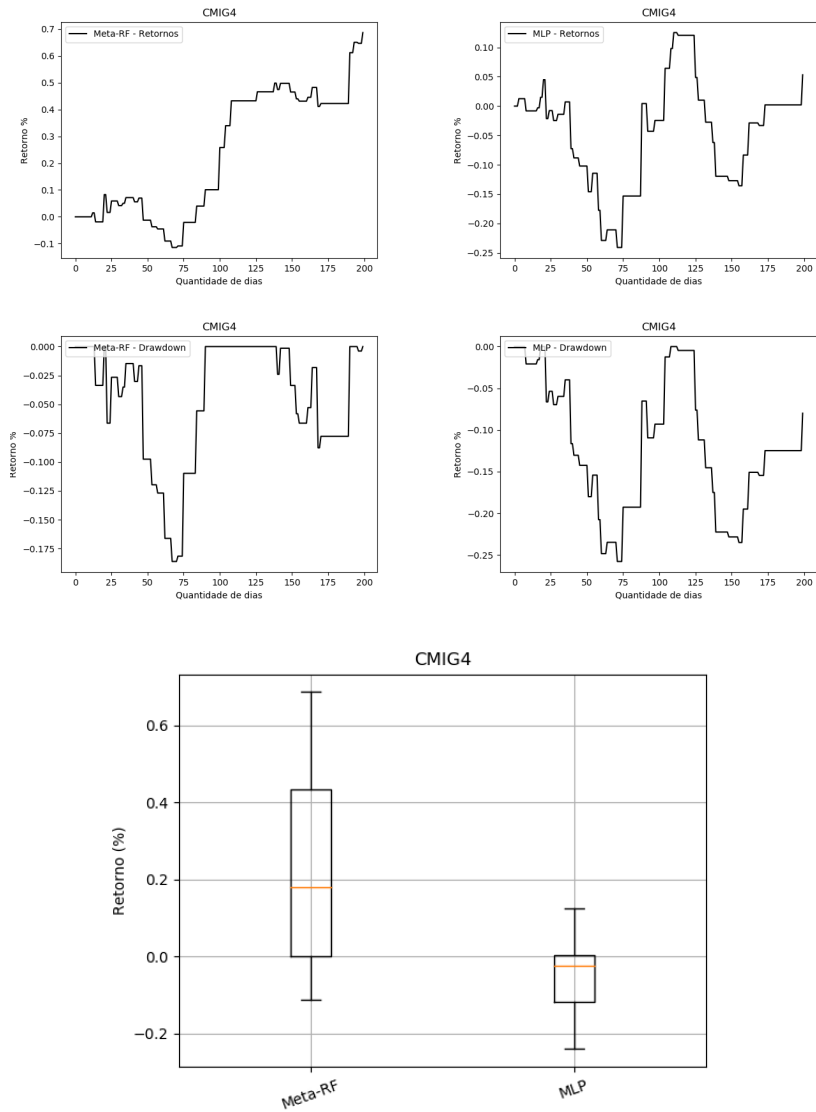 CMIG4
Meta-RF - Retornos
Retorno %
0.7
0.6
0.5
0.4
0.3
0.2
0.1
0.0
−0.1
0 25 50 75 100 125 150 175 200
Quantidade de dias
CMIG4
MLP - Retornos
Retorno %
0.10
0.05
0.00
−0.05
−0.10
−0.15
−0.20
−0.25
0 25 50 75 100 125 150 175 200
Quantidade de dias
CMIG4
Meta-RF - Drawdown
Retorno %
0.000
−0.025
−0.050
−0.075
−0.100
−0.125
−0.150
−0.175
0 25 50 75 100 125 150 175 200
Quantidade de dias
CMIG4
MLP - Drawdown
Retorno %
0.00
−0.05
−0.10
−0.15
−0.20
−0.25
0 25 50 75 100 125 150 175 200
Quantidade de dias
CMIG4
Retorno (%)
0.6
0.4
0.2
0.0
−0.2
Meta-RF
MLP